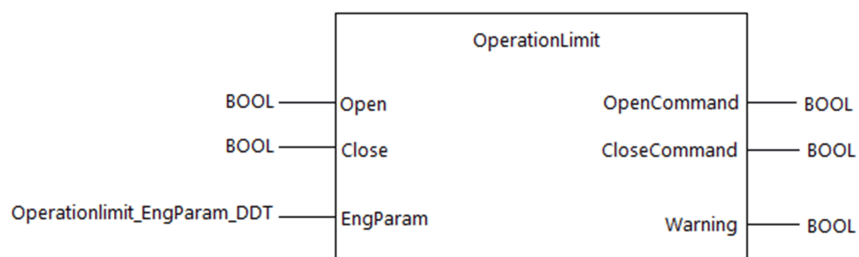 OperationLimit
BOOL Open OpenCommand BOOL
BOOL Close CloseCommand BOOL
Operationlimit_EngParam_DDT EngParam Warning BOOL